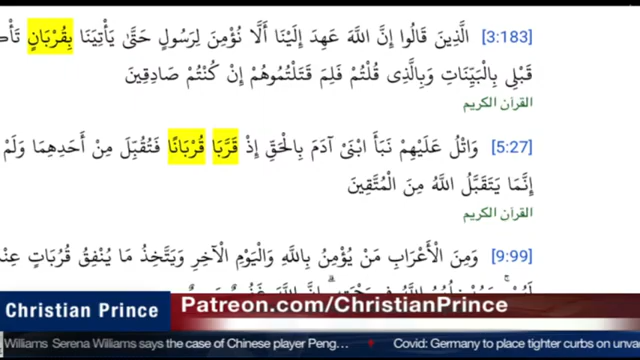 [3:183] الَّذِينَ قَالُوا إِنَّ اللَّهَ عَهِدَ إِلَيْنَا أَلَّا نُؤْمِنَ لِرَسُولٍ حَتَّىٰ يَأْتِيَنَا بِقُرْبَانٍ
قَبْلِي بِالْبَيِّنَاتِ وَبِالَّذِي قُلْتُمْ فَلِمَ قَتَلْتُمُوهُمْ إِنْ كُنْتُمْ صَادِقِينَ
القرآن الكريم
[5:27] وَاتْلُ عَلَيْهِمْ نَبَأَ ابْنَيْ آدَمَ بِالْحَقِّ إِذْ قَرَّبَا قُرْبَانًا فَتُقُبِّلَ مِنْ أَحَدِهِمَا وَلَمْ
إِنَّمَا يَتَقَبَّلُ اللَّهُ مِنَ الْمُتَّقِينَ
القرآن الكريم
[9:99] وَمِنَ الْأَعْرَابِ مَنْ يُؤْمِنُ بِاللَّهِ وَالْيَوْمِ الْآخِرِ وَيَتَّخِذُ مَا يُنْفِقُ قُرُبَاتٍ
Christian Prince Patreon.com/ChristianPrince
Williams Serena Williams says the case of Chinese player Peng… Covid: Germany to place tighter curbs on